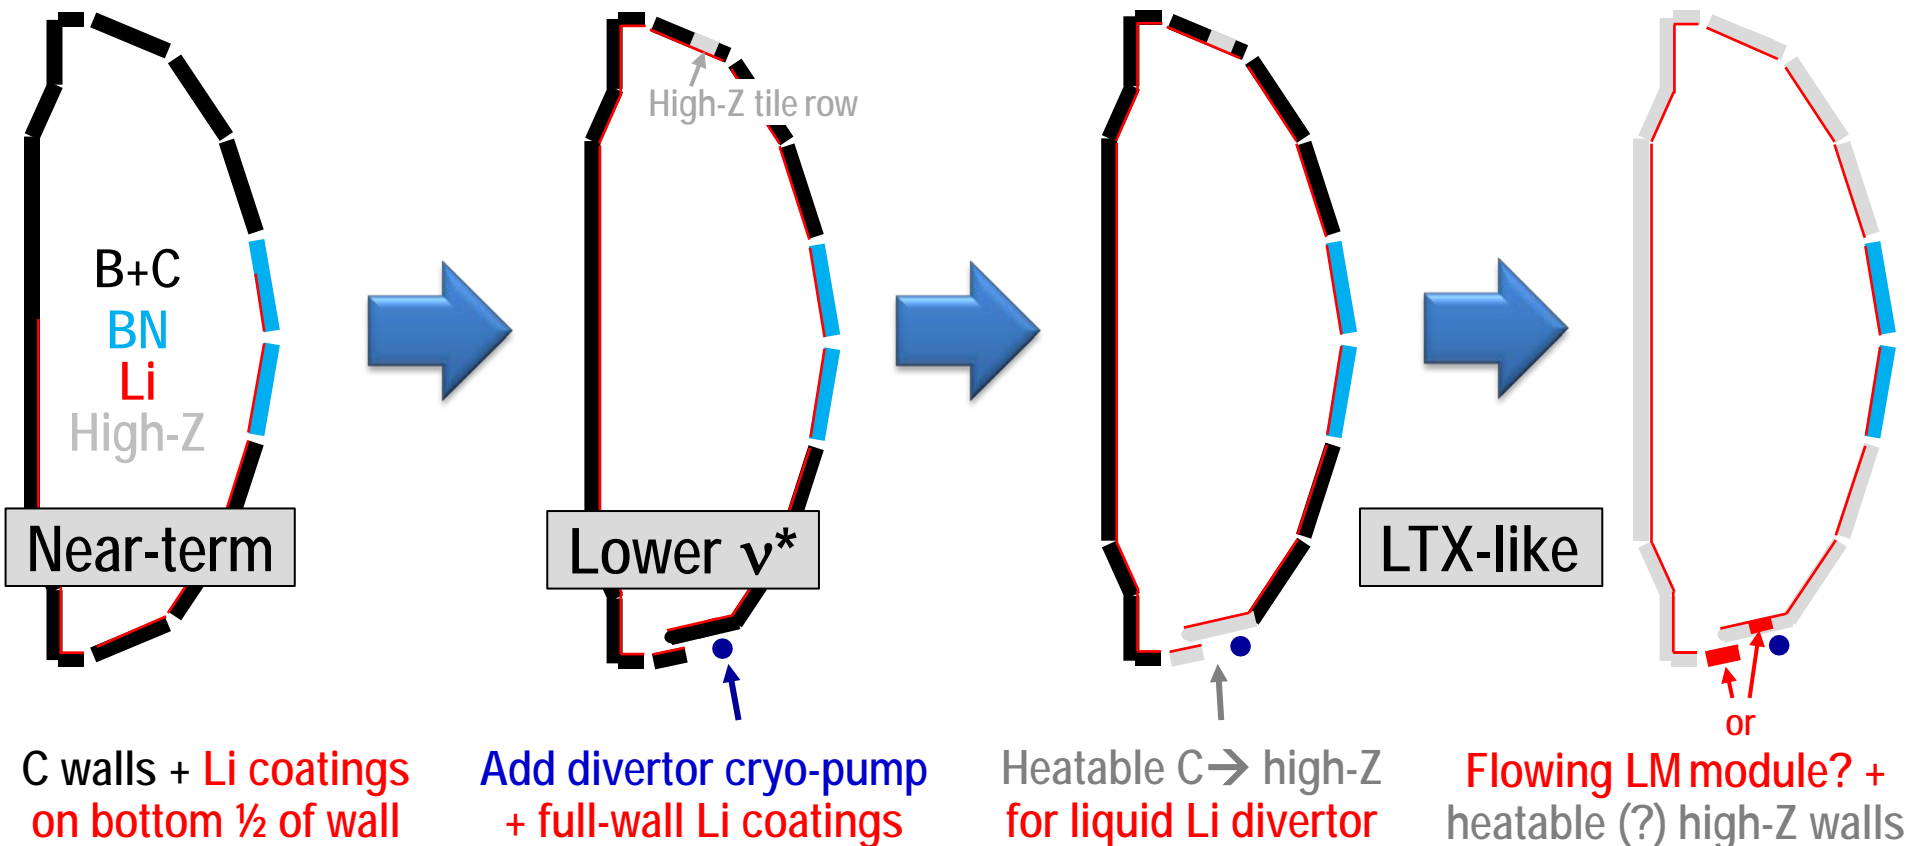 High-Z tile row
B+C
BN
Li
High-Z
Near-term
Lower ν*
LTX-like
or
C walls + Li coatings
on bottom ½ of wall
Add divertor cryo-pump
+ full-wall Li coatings
Heatable C→ high-Z
for liquid Li divertor
Flowing LM module? +
heatable (?) high-Z walls